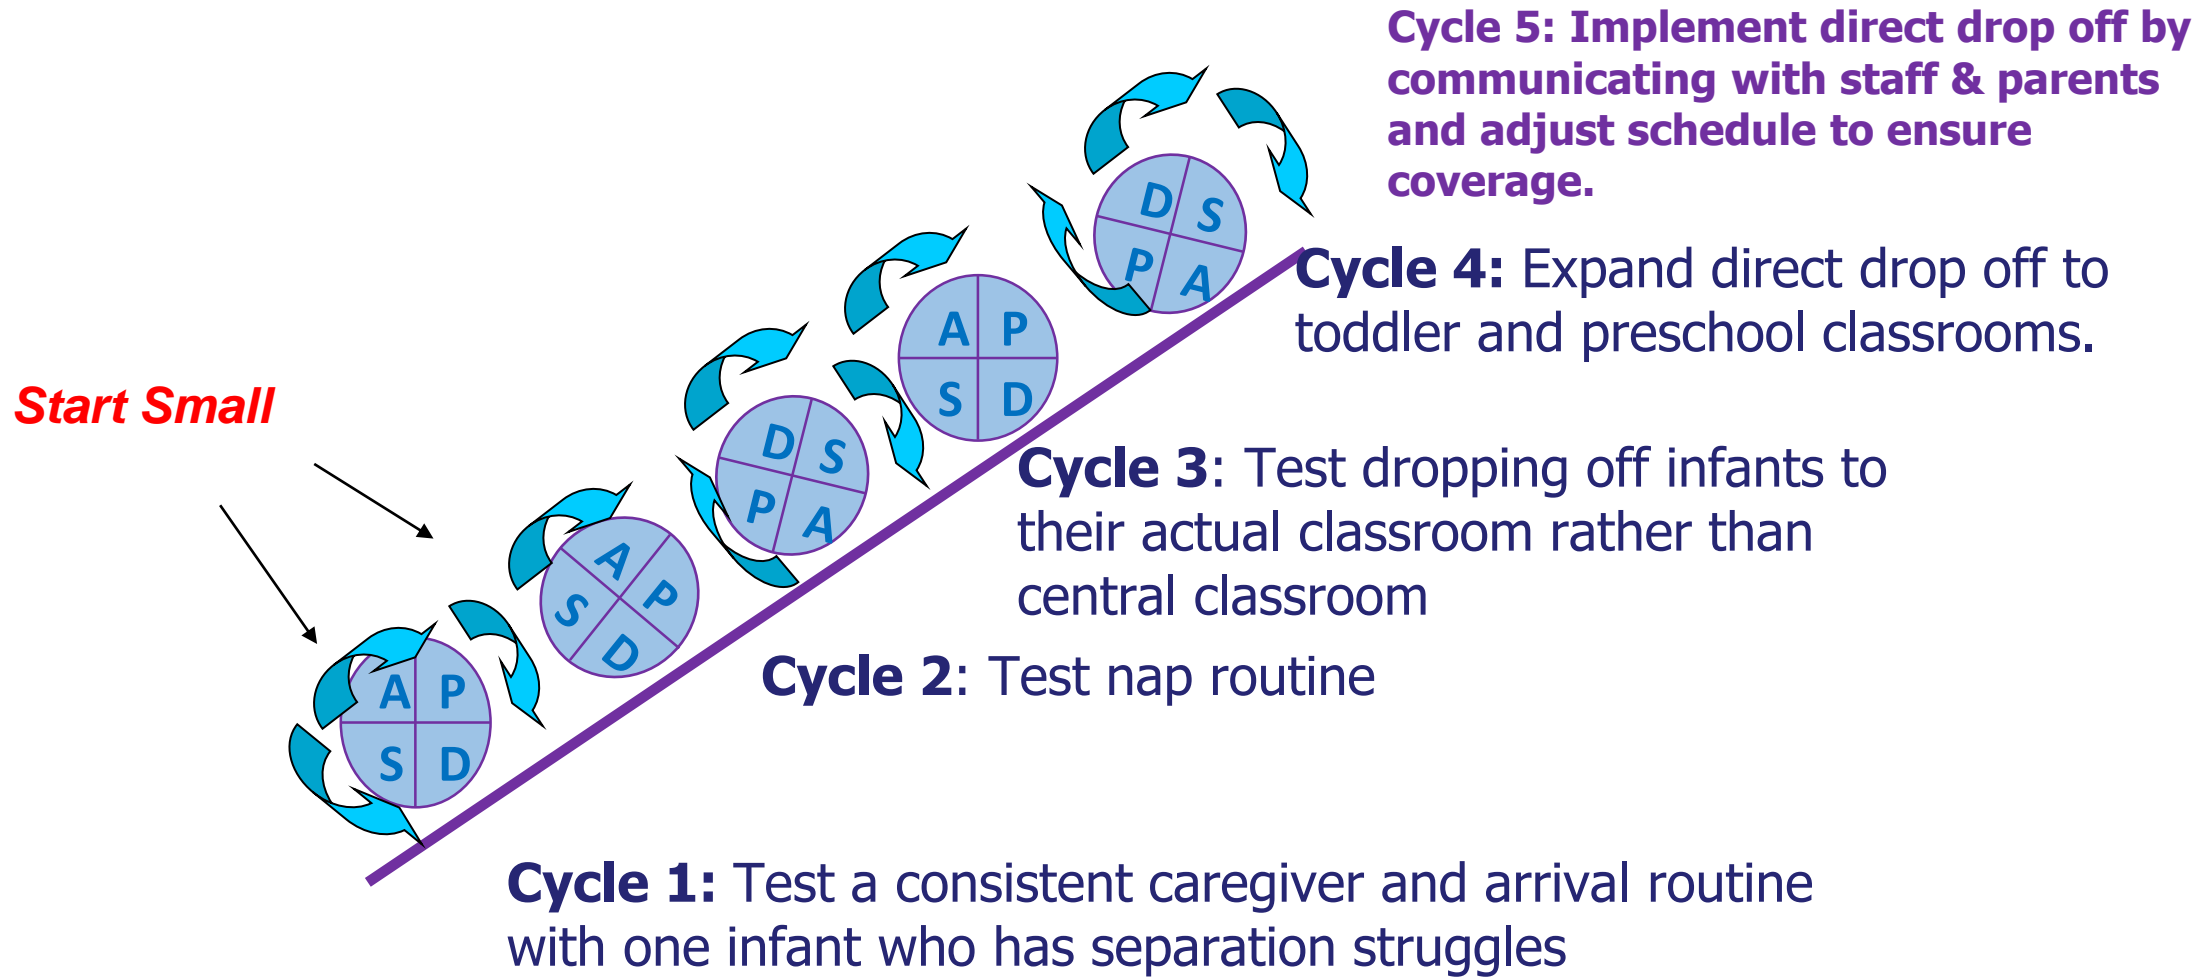 Cycle 5: Implement direct drop off by
communicating with staff & parents
and adjust schedule to ensure
coverage.
D S
P A
Cycle 4: Expand direct drop off to
toddler and preschool classrooms.
A P
S D
Start Small
D S
P A
Cycle 3: Test dropping off infants to
their actual classroom rather than
central classroom
A P
S D
Cycle 2: Test nap routine
A P
S D
Cycle 1: Test a consistent caregiver and arrival routine
with one infant who has separation struggles